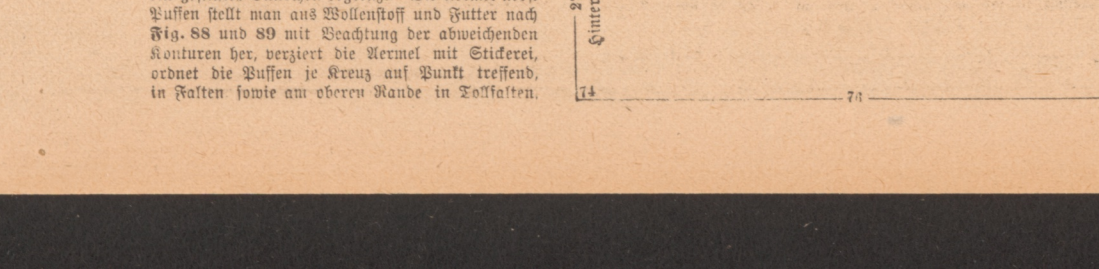 Puffen stellt man aus Wollenstoff und Futter nach
Fig. 88 und 89 mit Beachtung der abweichenden
Konturen her, verziert die Aermel mit Stickerei,
ordnet die Puffen je Kreuz auf Punkt treffend,
in Falten sowie am oberen Rande in Tollfalten.
Hinter
74